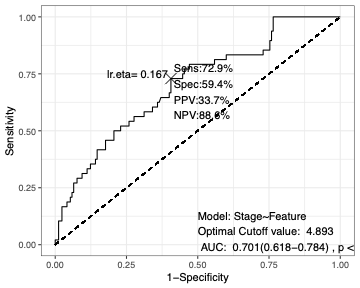 1.00
0.75
0.50
0.25
0.00
Sensitivity
lr.eta= 0.167
Sens:72.9%
Spec:59.4%
PPV:33.7%
NPV:88.6%
Model: Stage~Feature
Optimal Cutoff value: 4.893
AUC: 0.701(0.618−0.784) , p <
0.00 0.25 0.50 0.75 1.00
1−Specificity